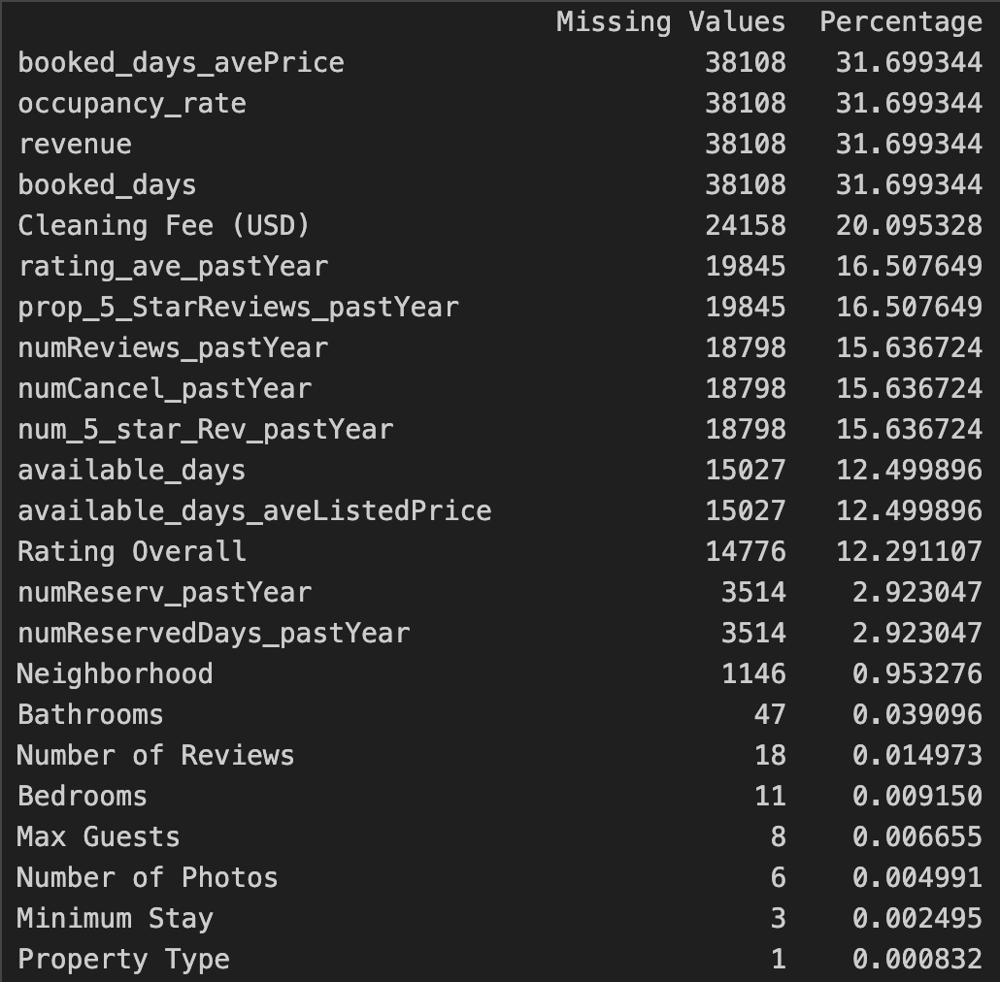 Missing Values Percentage
booked_days_avePrice 38108 31.699344
occupancy_rate 38108 31.699344
revenue 38108 31.699344
booked_days 38108 31.699344
Cleaning Fee (USD) 24158 20.095328
rating_ave_pastYear 19845 16.507649
prop_5_StarReviews_pastYear 19845 16.507649
numReviews_pastYear 18798 15.636724
numCancel_pastYear 18798 15.636724
num_5_star_Rev_pastYear 18798 15.636724
available_days 15027 12.499896
available_days_aveListedPrice 15027 12.499896
Rating Overall 14776 12.291107
numReserv_pastYear 3514 2.923047
numReservedDays_pastYear 3514 2.923047
Neighborhood 1146 0.953276
Bathrooms 47 0.039096
Number of Reviews 18 0.014973
Bedrooms 11 0.009150
Max Guests 8 0.006655
Number of Photos 6 0.004991
Minimum Stay 3 0.002495
Property Type 1 0.000832